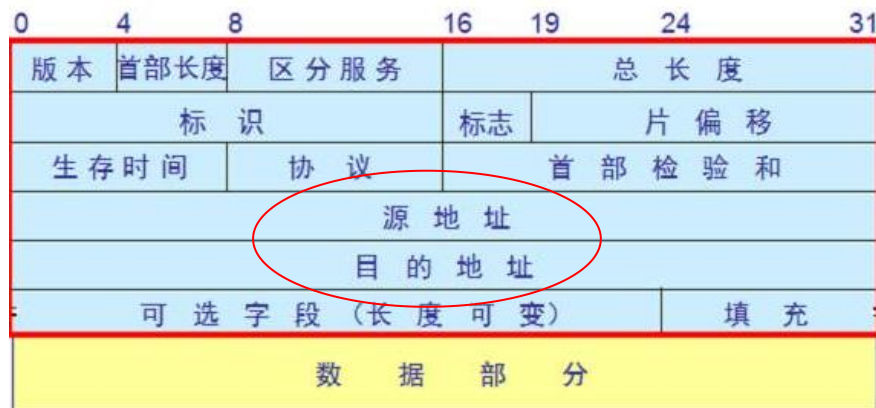 0 4 8 16 19 24 31
版本 首部长度 区分服务 总长度
标识 标志 片偏移
生存时间 协议 首部检验和
源地址
目的地址
可选字段（长度可变） 填充
数据部分